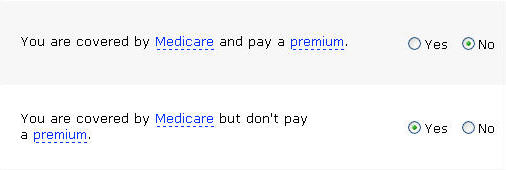 You are covered by Medicare and pay a premium. Yes No
You are covered by Medicare but don't pay
a premium. Yes No